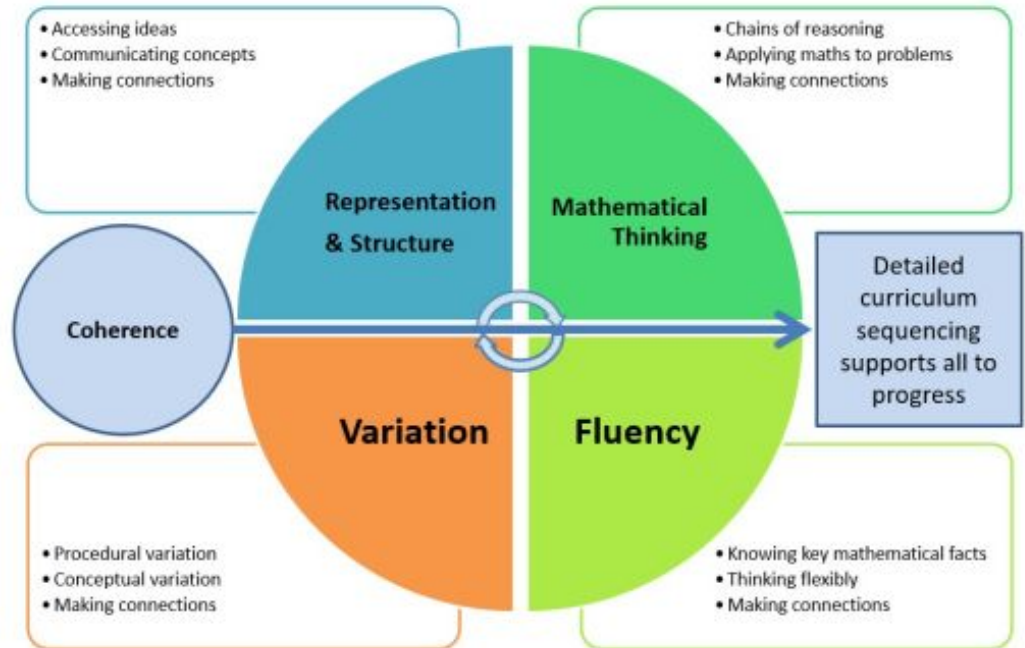 • Accessing ideas
• Communicating concepts
• Making connections
• Chains of reasoning
• Applying maths to problems
• Making connections
Representation
& Structure
Mathematical
Thinking
Coherence
Detailed
curriculum
sequencing
supports all to
progress
Variation
Fluency
• Procedural variation
• Conceptual variation
• Making connections
• Knowing key mathematical facts
• Thinking flexibly
• Making connections